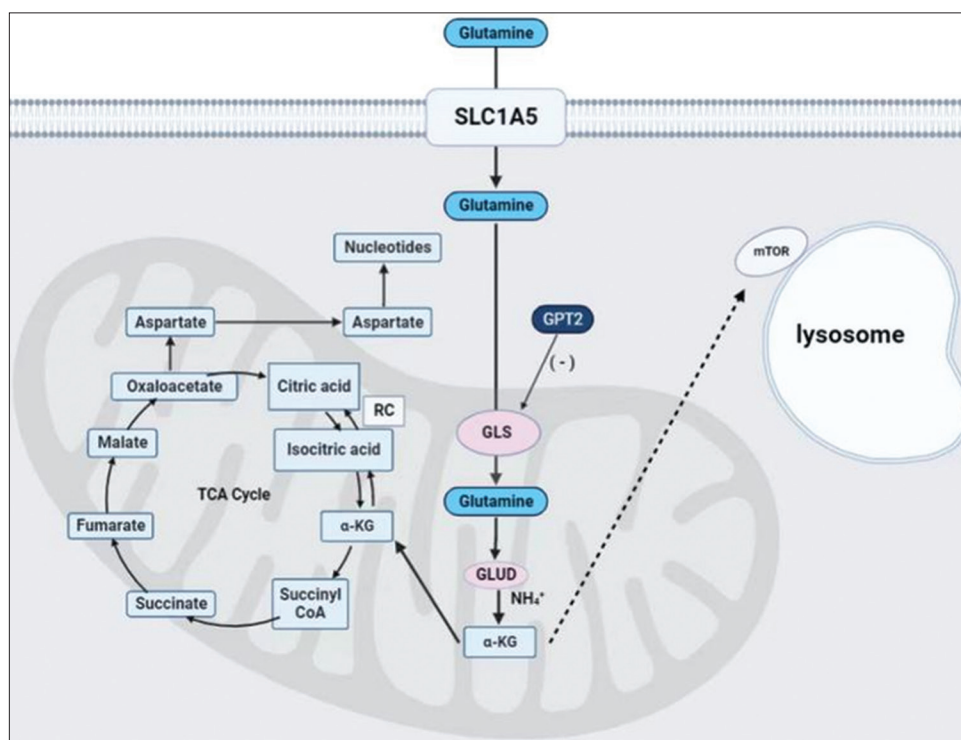 Glutamine
SLC1A5
Glutamine
Nucleotides
mTOR
Aspartate
Aspartate
GPT2
lysosome
( - )
Oxaloacetate
Citric acid
RC
GLS
Malate
Isocitric acid
TCA Cycle
Glutamine
Fumarate
α-KG
GLUD
Succinate
Succinyl
CoA
NH₄⁺
α-KG